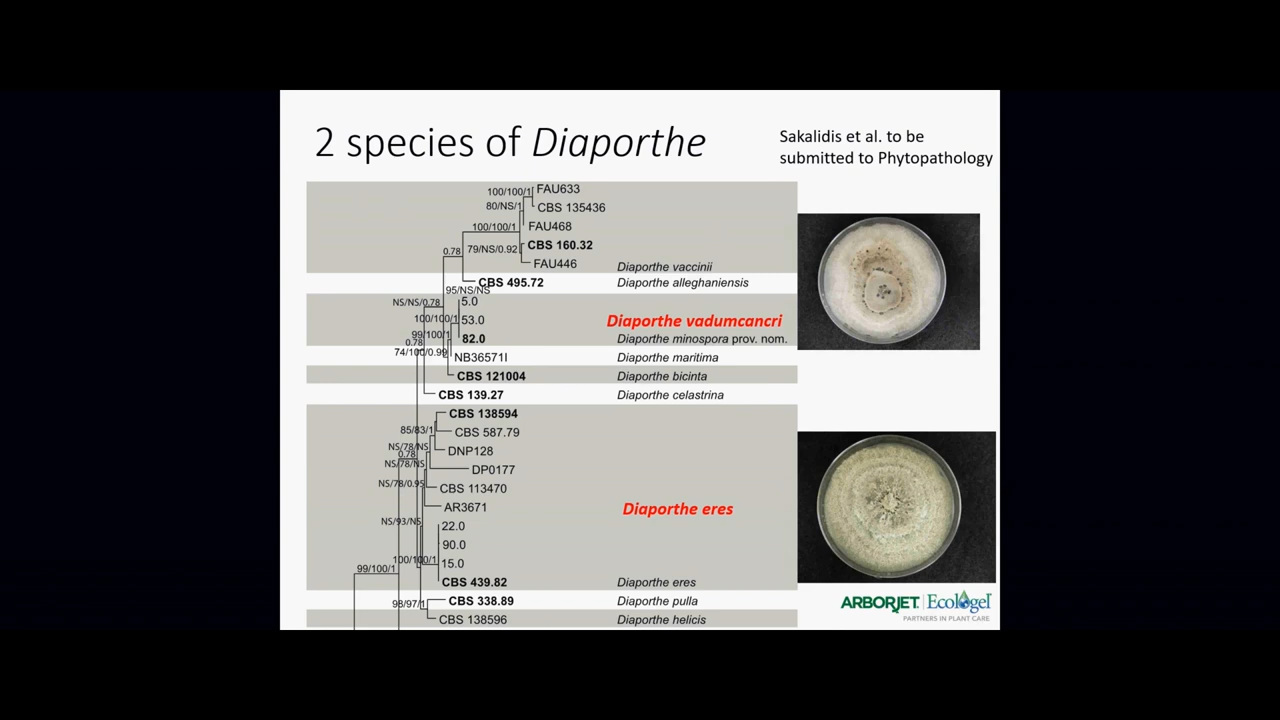 2 species of Diaporthe
Sakalidis et al. to be
submitted to Phytopathology
100/100/1
FAU633
80/NS/1
CBS 135436
100/100/1
FAU468
79/NS/0.92
CBS 160.32
0.78
FAU446
Diaporthe vaccinii
CBS 495.72
Diaporthe alleghaniensis
95/NS/NS
NS/NS/0.78
5.0
100/100/1
53.0
Diaporthe vadumcancri
99/100/1
82.0
Diaporthe minospora prov. nom.
0.78
74/100/0.99
NB36571I
Diaporthe maritima
CBS 121004
Diaporthe bicincta
CBS 139.27
Diaporthe celastrina
CBS 138594
85/83/1
CBS 587.79
NS/78/NS
DNP128
0.78
NS/78/NS
DP0177
NS/78/0.95
CBS 113470
AR3671
Diaporthe eres
NS/93/NS
22.0
90.0
100/100/1
15.0
99/100/1
CBS 439.82
Diaporthe eres
98/97/1
CBS 338.89
Diaporthe pulla
CBS 138596
Diaporthe helicis
ARBORJET | Ecologel
PARTNERS IN PLANT CARE